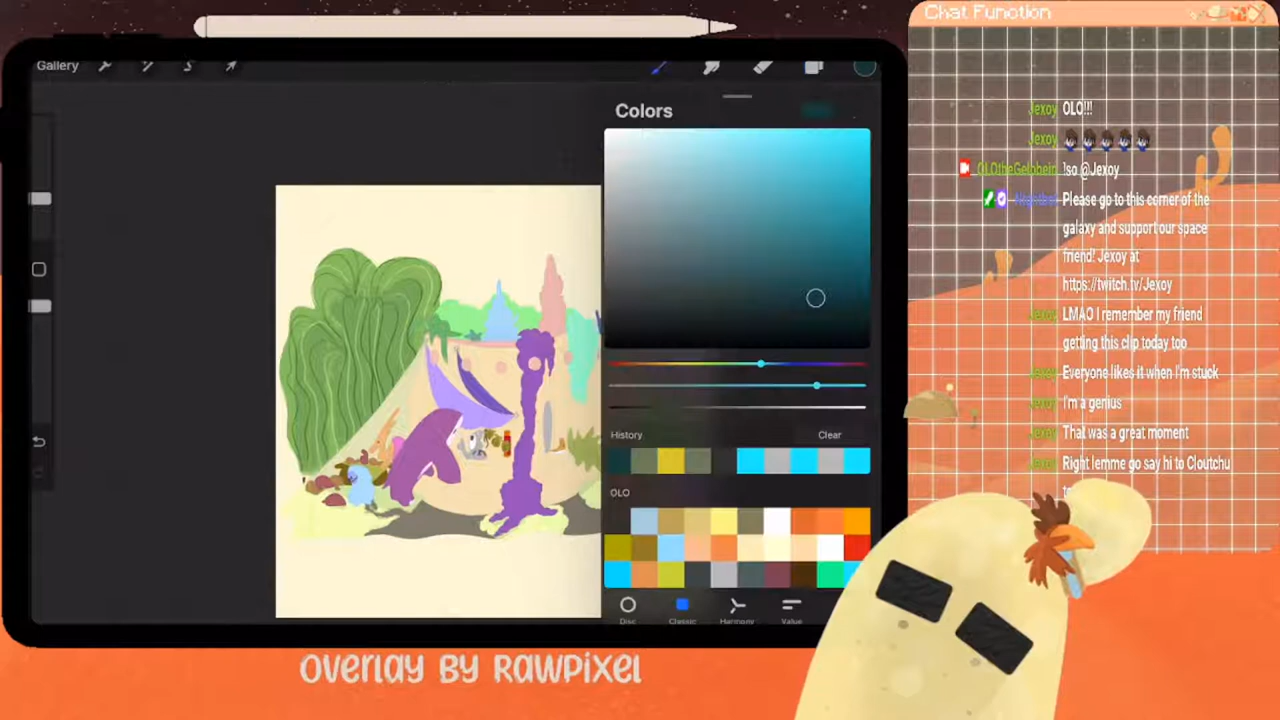 Chat Function
Gallery
Colors
Jexoy OLO!!!
Jexoy
OLOtheGelbbein !so @Jexoy
Nightbot Please go to this corner of the
galaxy and support our space
friend! Jexoy at
https://twitch.tv/Jexoy
Jexoy LMAO I remember my friend
getting this clip today too
Jexoy Everyone likes it when I'm stuck
Jexoy I'm a genius
Jexoy That was a great moment
Jexoy Right lemme go say hi to Cloutchu
History
Clear
OLO
Disc
Classic
Harmony
Value
OVERLAY BY RAWPIXEL